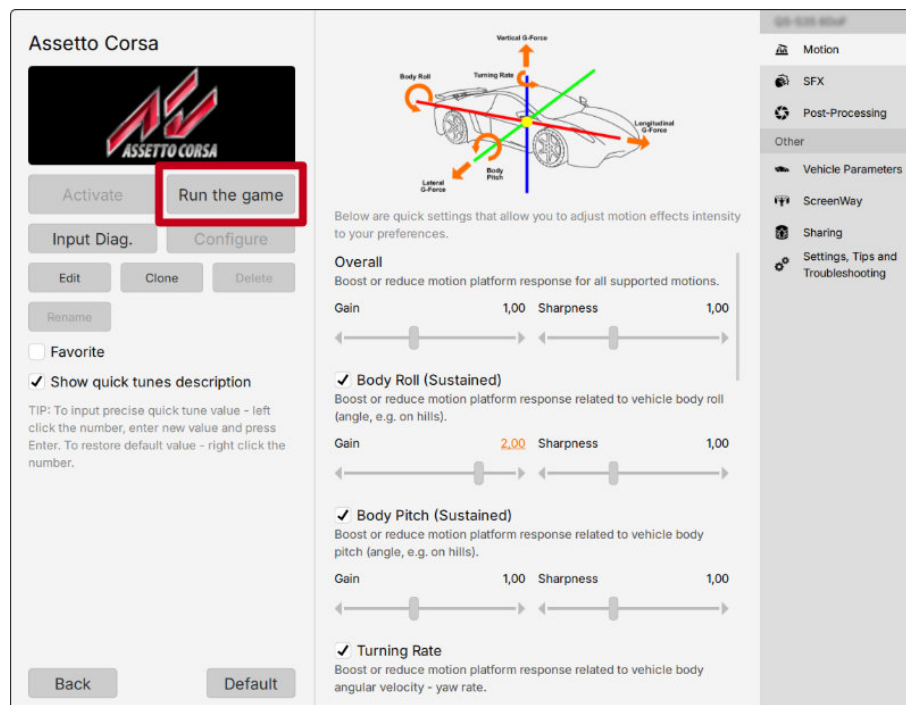 Assetto Corsa
ASSETTO CORSA
Activate
Run the game
Input Diag.
Configure
Edit
Clone
Delete
Rename
Favorite
Show quick tunes description
TIP: To input precise quick tune value - left
click the number, enter new value and press
Enter. To restore default value - right click the
number.
Back
Default
Vertical G-Force
Body Roll
Turning Rate
Longitudinal
G-Force
Lateral
G-Force
Body
Pitch
Below are quick settings that allow you to adjust motion effects intensity
to your preferences.
Overall
Boost or reduce motion platform response for all supported motions.
Gain 1,00 Sharpness 1,00
Body Roll (Sustained)
Boost or reduce motion platform response related to vehicle body roll
(angle, e.g. on hills).
Gain 2,00 Sharpness 1,00
Body Pitch (Sustained)
Boost or reduce motion platform response related to vehicle body
pitch (angle, e.g. on hills).
Gain 1,00 Sharpness 1,00
Turning Rate
Boost or reduce motion platform response related to vehicle body
angular velocity - yaw rate.
Motion
SFX
Post-Processing
Other
Vehicle Parameters
ScreenWay
Sharing
Settings, Tips and
Troubleshooting